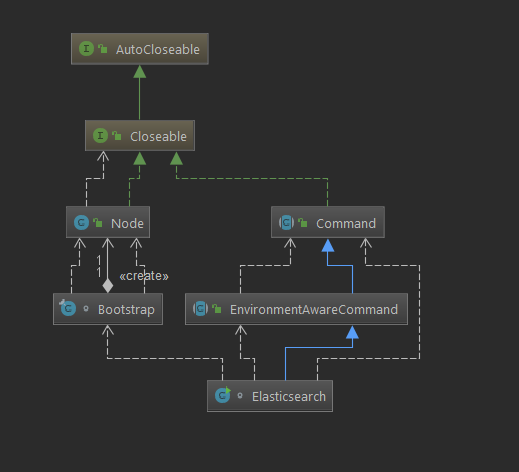 AutoCloseable
Closeable
Node
Command
1
1
«create»
Bootstrap
EnvironmentAwareCommand
Elasticsearch